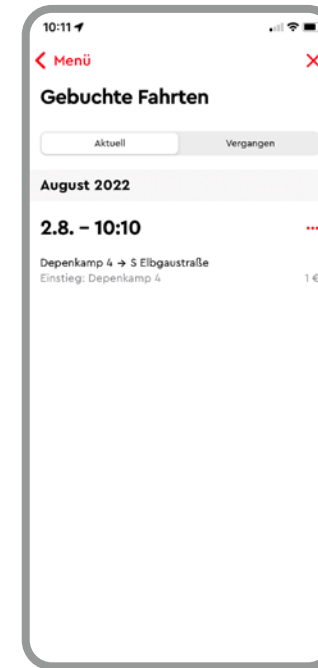 10:11
Menü
Gebuchte Fahrten
Aktuell Vergangen
August 2022
2.8. – 10:10
Depenkamp 4 → S Elbgaustraße
Einstieg: Depenkamp 4 1 €